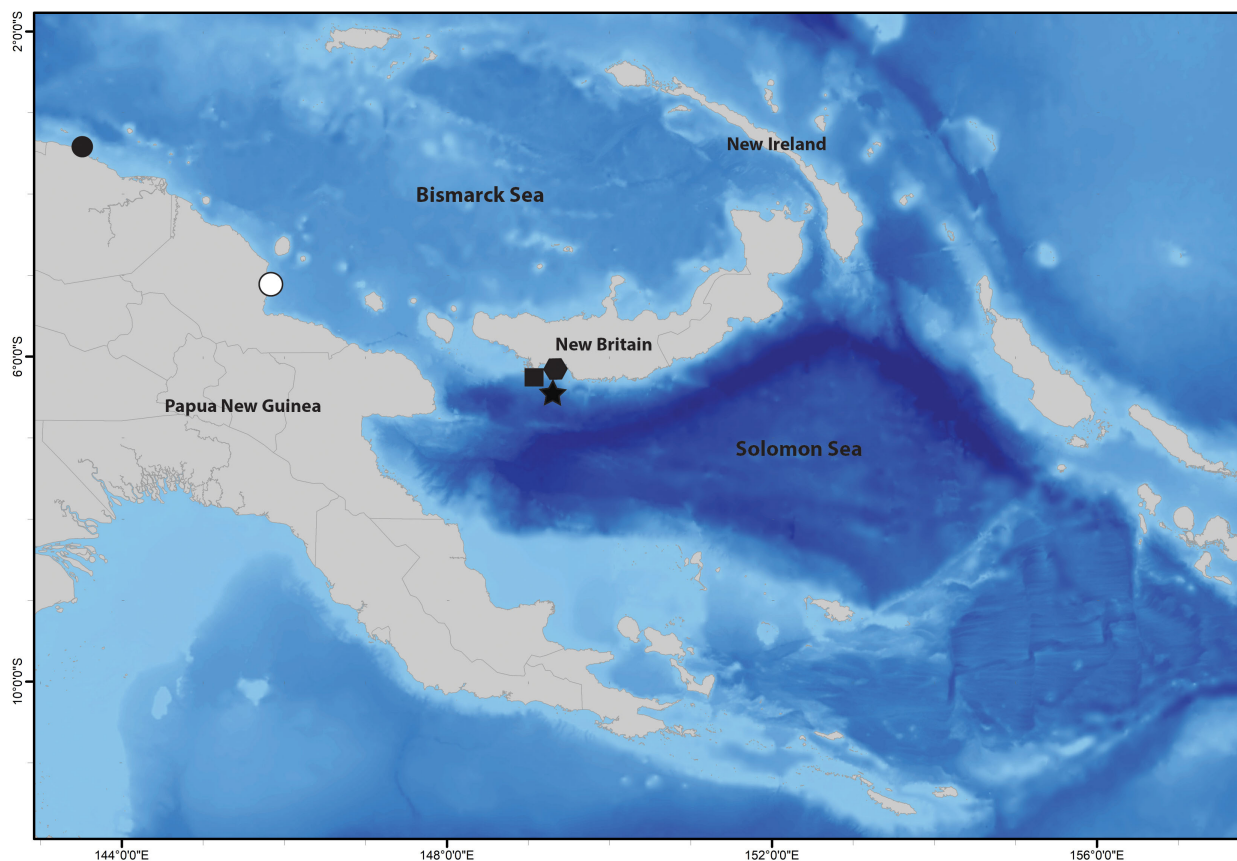 2°0'0"S
New Ireland
Bismarck Sea
New Britain
6°0'0"S
Papua New Guinea
Solomon Sea
10°0'0"S
144°0'0"E
148°0'0"E
152°0'0"E
156°0'0"E